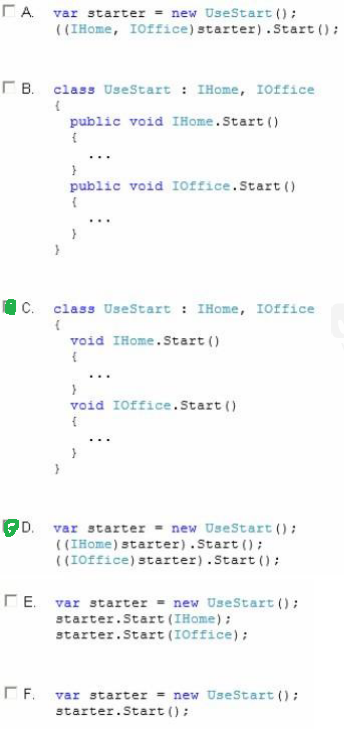 A. var starter = new UseStart();
((IHome, IOffice)starter).Start();
B. class UseStart : IHome, IOffice
{
public void IHome.Start()
{
...
}
public void IOffice.Start()
{
...
}
}
C. class UseStart : IHome, IOffice
{
void IHome.Start()
{
...
}
void IOffice.Start()
{
...
}
}
D. var starter = new UseStart();
((IHome)starter).Start();
((IOffice)starter).Start();
E. var starter = new UseStart();
starter.Start(IHome);
starter.Start(IOffice);
F. var starter = new UseStart();
starter.Start();